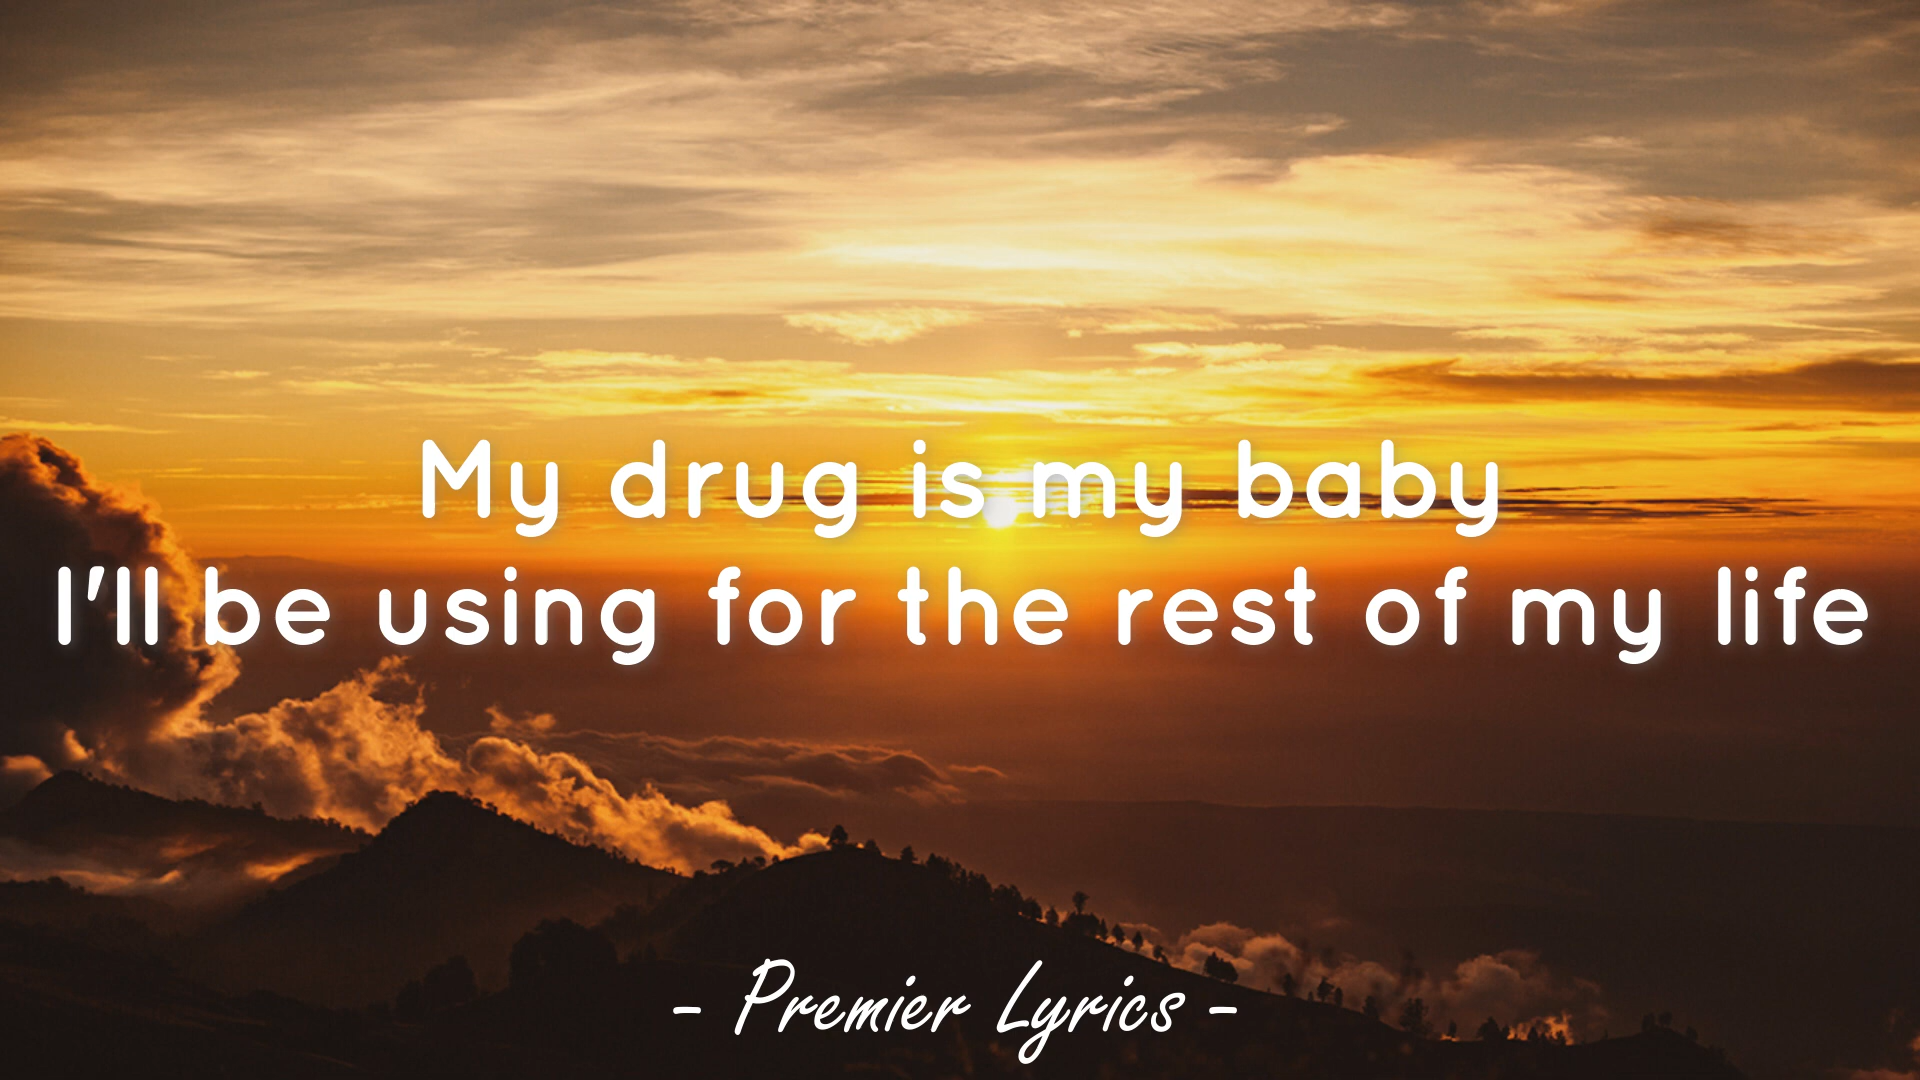 My drug is my baby
I'll be using for the rest of my life
- Premier Lyrics -